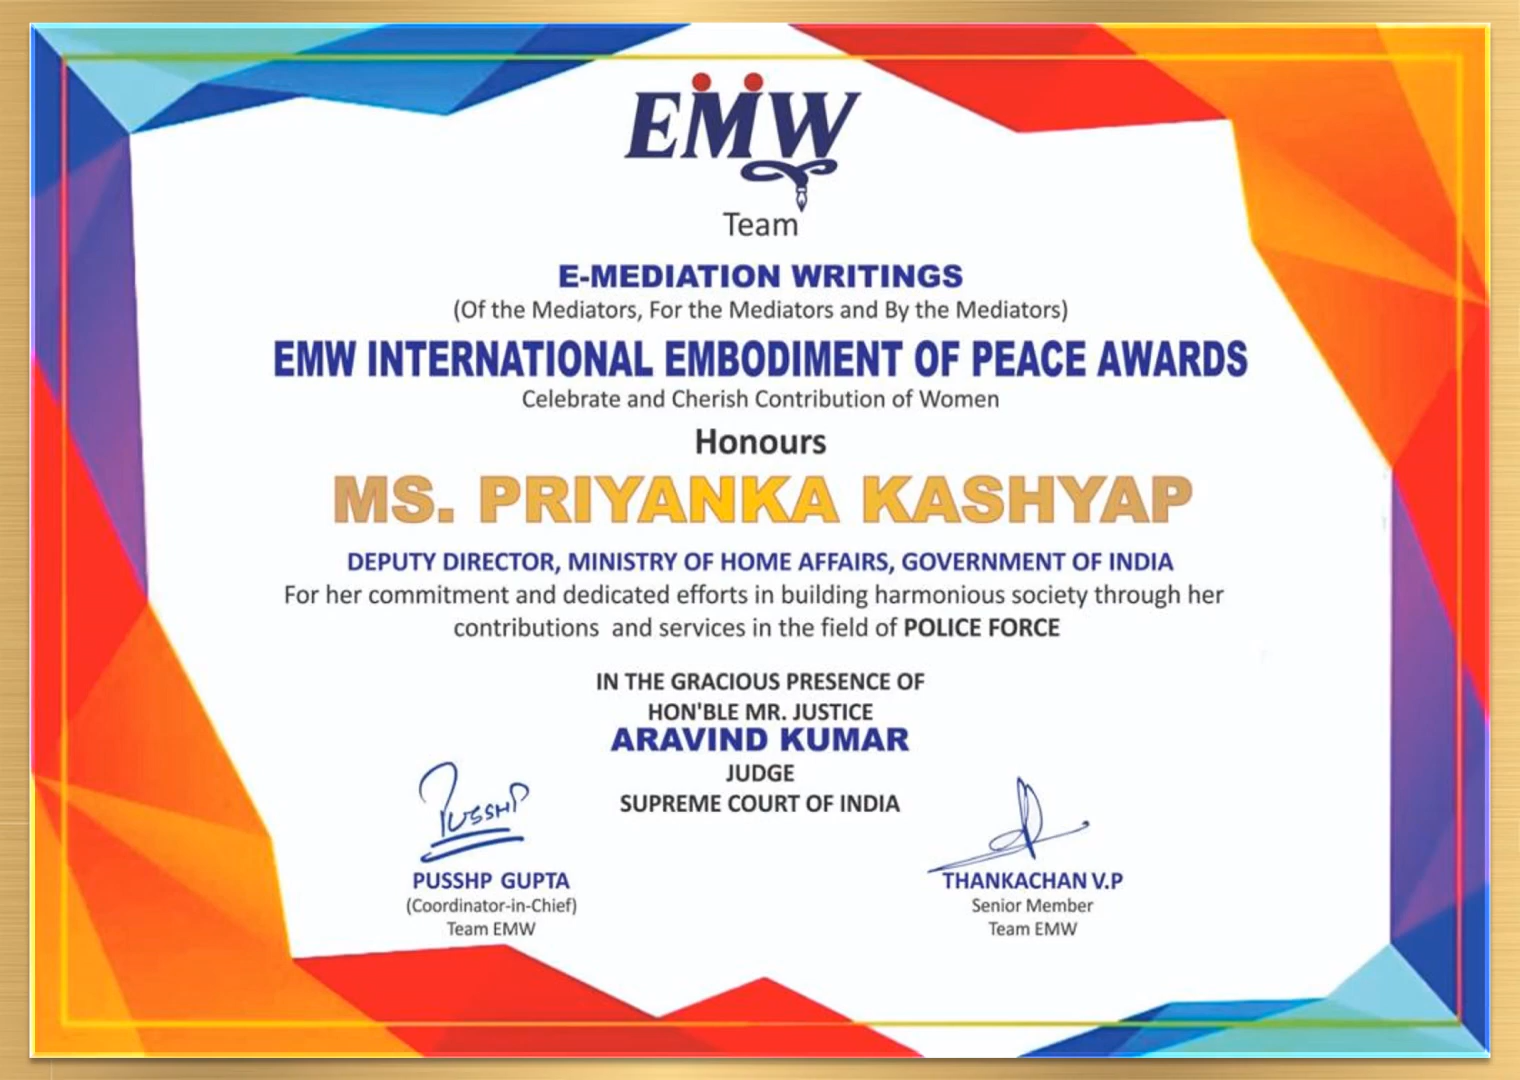 EMW
Team
E-MEDIATION WRITINGS
(Of the Mediators, For the Mediators and By the Mediators)
EMW INTERNATIONAL EMBODIMENT OF PEACE AWARDS
Celebrate and Cherish Contribution of Women
Honours
MS. PRIYANKA KASHYAP
DEPUTY DIRECTOR, MINISTRY OF HOME AFFAIRS, GOVERNMENT OF INDIA
For her commitment and dedicated efforts in building harmonious society through her
contributions and services in the field of POLICE FORCE
IN THE GRACIOUS PRESENCE OF
HON'BLE MR. JUSTICE
ARAVIND KUMAR
JUDGE
SUPREME COURT OF INDIA
PUSSHP
PUSSHP GUPTA
(Coordinator-in-Chief)
Team EMW
THANKACHAN V.P
Senior Member
Team EMW